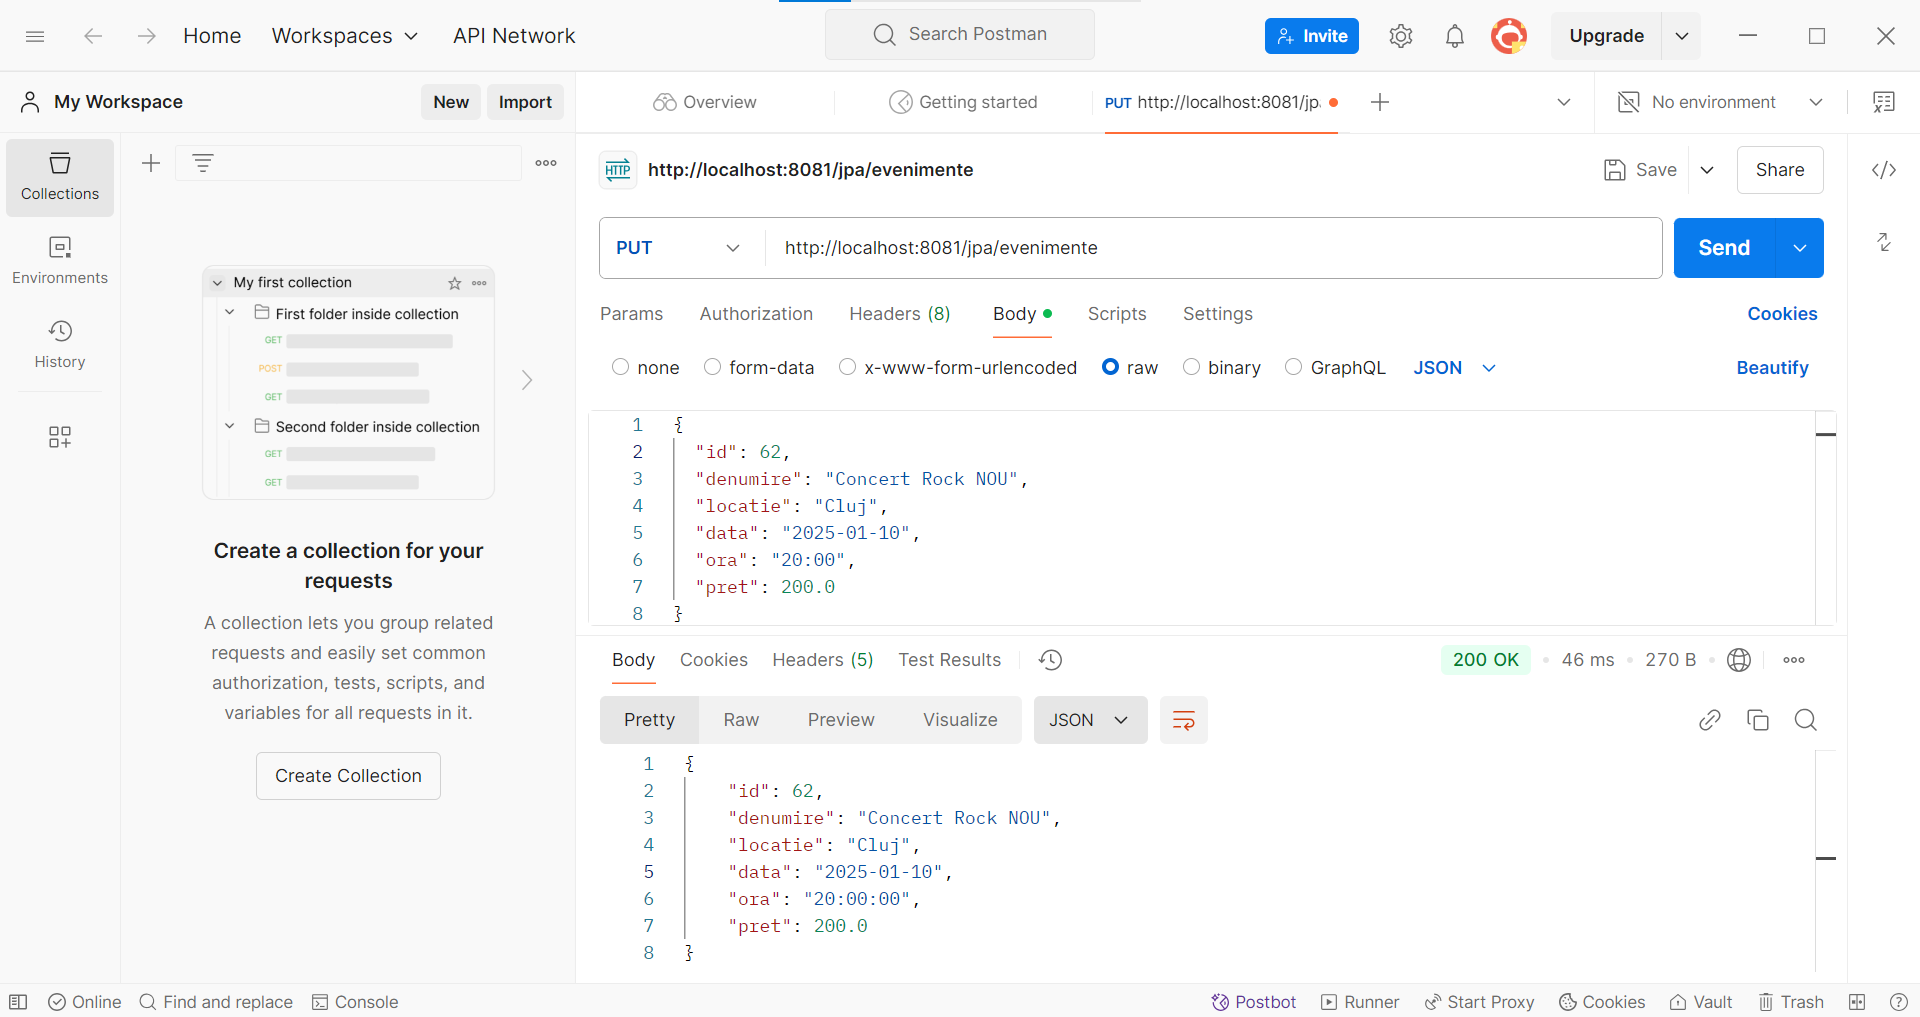 Home Workspaces API Network Search Postman Invite Upgrade
My Workspace New Import Overview Getting started PUT http://localhost:8081/jp No environment
Collections
Environments
History
My first collection
First folder inside collection
GET
POST
GET
Second folder inside collection
GET
GET
Create a collection for your
requests
A collection lets you group related
requests and easily set common
authorization, tests, scripts, and
variables for all requests in it.
Create Collection
HTTP http://localhost:8081/jpa/evenimente Save Share
PUT http://localhost:8081/jpa/evenimente Send
Params Authorization Headers (8) Body Scripts Settings Cookies
none form-data x-www-form-urlencoded raw binary GraphQL JSON Beautify
1 {
2 "id": 62,
3 "denumire": "Concert Rock NOU",
4 "locatie": "Cluj",
5 "data": "2025-01-10",
6 "ora": "20:00",
7 "pret": 200.0
8 }
Body Cookies Headers (5) Test Results 200 OK 46 ms 270 B
Pretty Raw Preview Visualize JSON
1 {
2 "id": 62,
3 "denumire": "Concert Rock NOU",
4 "locatie": "Cluj",
5 "data": "2025-01-10",
6 "ora": "20:00:00",
7 "pret": 200.0
8 }
Online Find and replace Console Postbot Runner Start Proxy Cookies Vault Trash